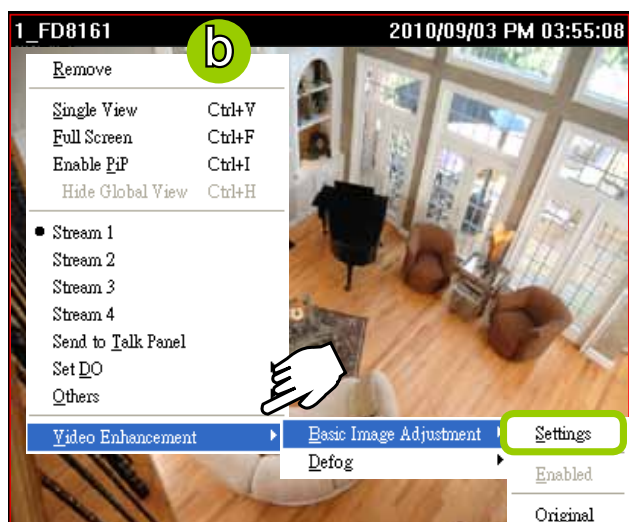 1_FD8161 2010/09/03 PM 03:55:08
b
Remove
Single View Ctrl+V
Full Screen Ctrl+F
Enable PiP Ctrl+I
Hide Global View Ctrl+H
Stream 1
Stream 2
Stream 3
Stream 4
Send to Talk Panel
Set DO
Others
Video Enhancement
Basic Image Adjustment
Defog
Settings
Enabled
Original